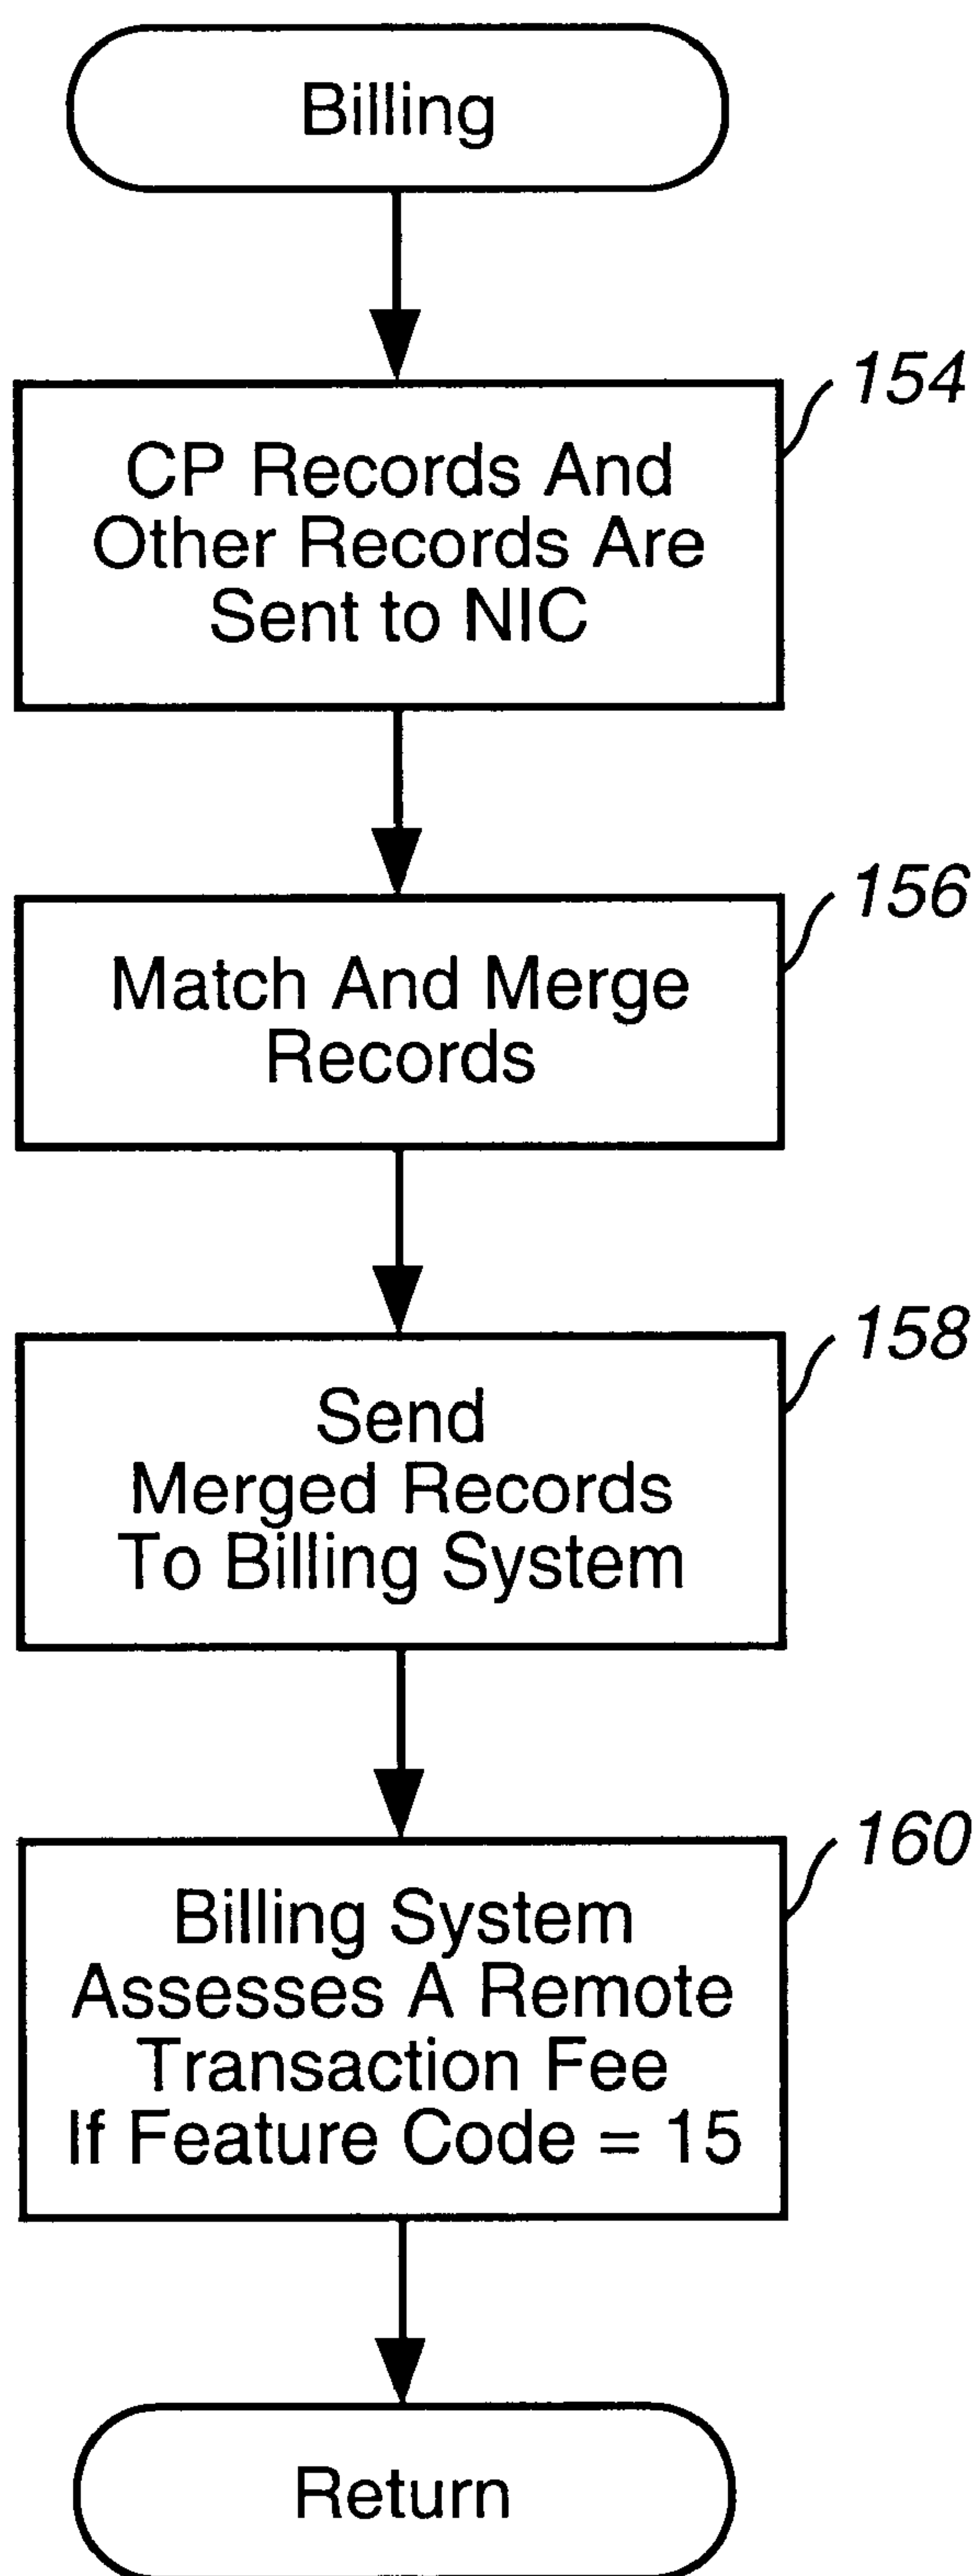 Billing
154
CP Records And
Other Records Are
Sent to NIC
156
Match And Merge
Records
158
Send
Merged Records
To Billing System
160
Billing System
Assesses A Remote
Transaction Fee
If Feature Code = 15
Return